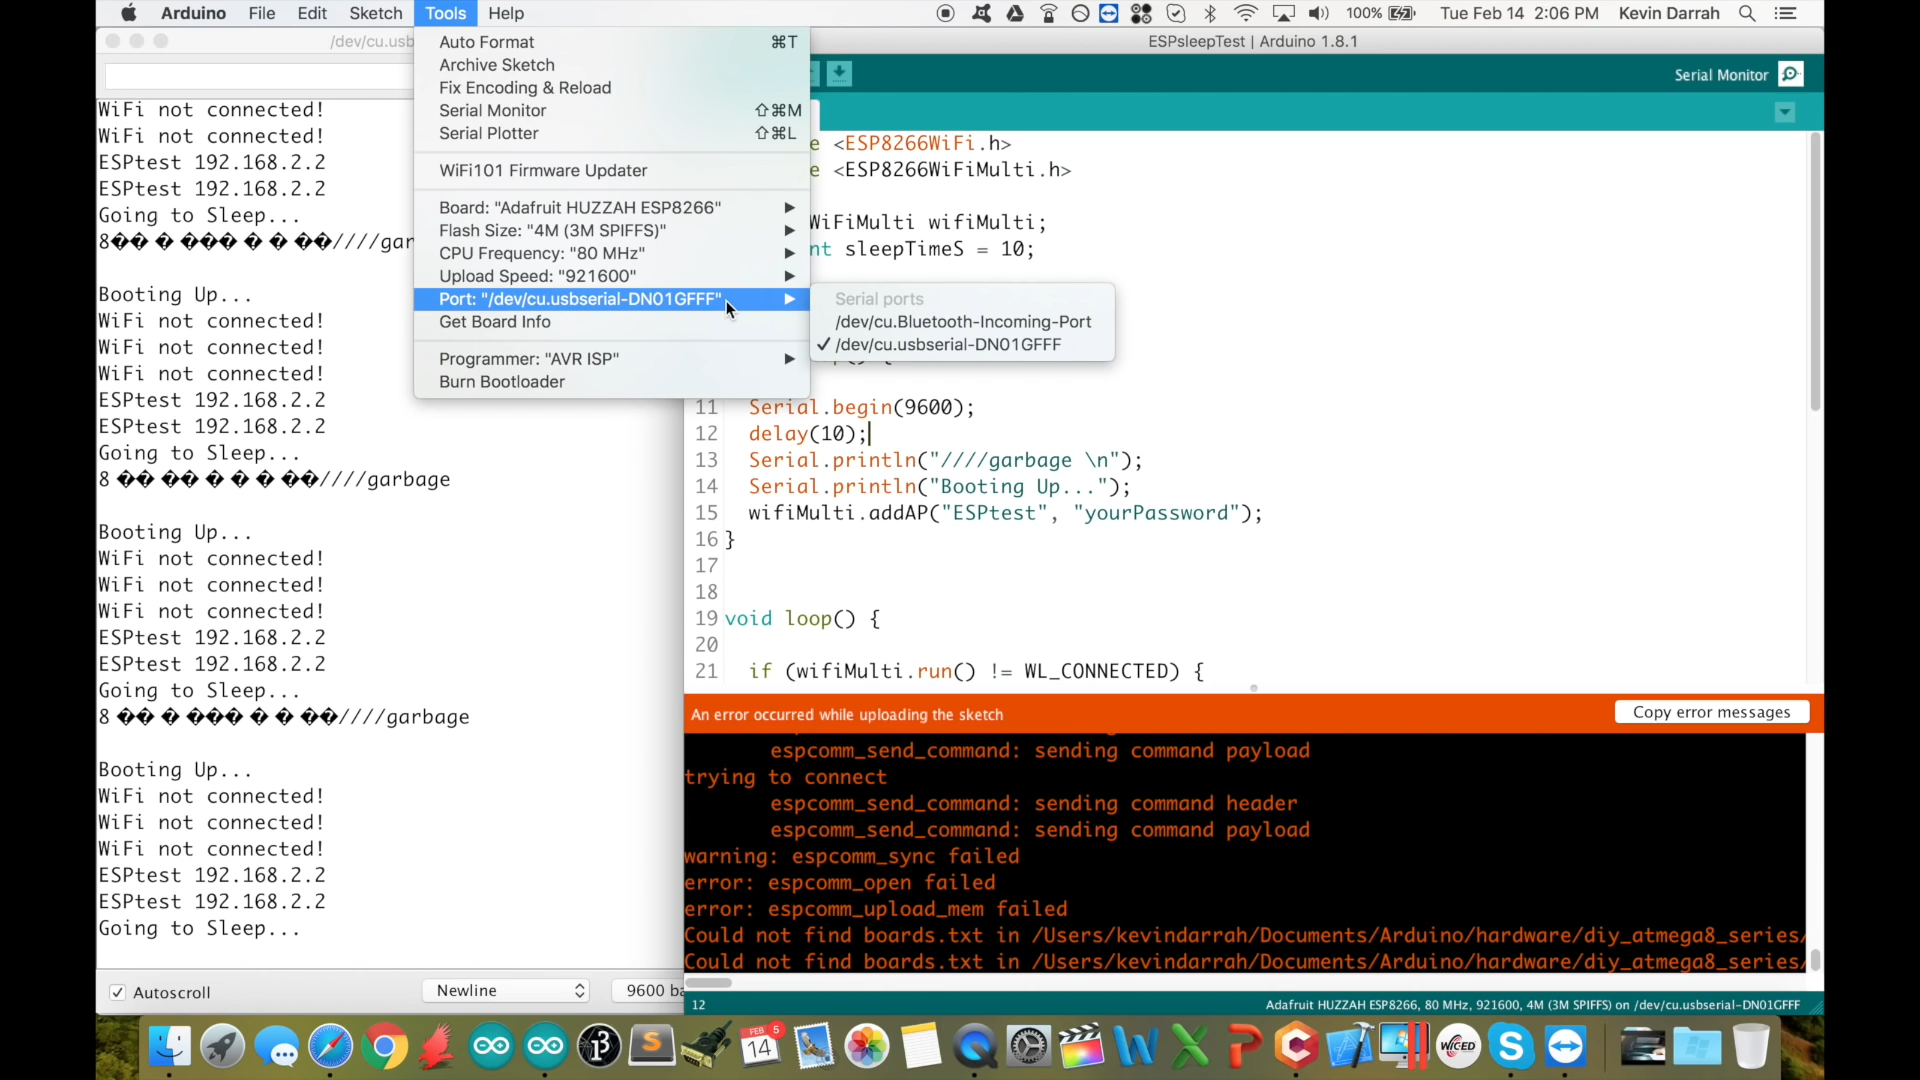 Arduino File Edit Sketch Tools Help 100% Tue Feb 14 2:06 PM Kevin Darrah
/dev/cu.usb
ESPsleepTest | Arduino 1.8.1
Serial Monitor
Auto Format ⌘T
Archive Sketch
Fix Encoding & Reload
Serial Monitor ⇧⌘M
Serial Plotter ⇧⌘L
WiFi101 Firmware Updater
Board: "Adafruit HUZZAH ESP8266"
Flash Size: "4M (3M SPIFFS)"
CPU Frequency: "80 MHz"
Upload Speed: "921600"
Port: "/dev/cu.usbserial-DN01GFFF"
Get Board Info
Programmer: "AVR ISP"
Burn Bootloader
Serial ports
/dev/cu.Bluetooth-Incoming-Port
✓ /dev/cu.usbserial-DN01GFFF
WiFi not connected!
WiFi not connected!
ESPtest 192.168.2.2
ESPtest 192.168.2.2
Going to Sleep...
8�� � ��� � � ��////gar
Booting Up...
WiFi not connected!
WiFi not connected!
WiFi not connected!
ESPtest 192.168.2.2
ESPtest 192.168.2.2
Going to Sleep...
8 �� �� � � � ��////garbage
Booting Up...
WiFi not connected!
WiFi not connected!
WiFi not connected!
ESPtest 192.168.2.2
ESPtest 192.168.2.2
Going to Sleep...
8 �� � ��� � � ��////garbage
Booting Up...
WiFi not connected!
WiFi not connected!
WiFi not connected!
ESPtest 192.168.2.2
ESPtest 192.168.2.2
Going to Sleep...
Autoscroll Newline 9600 ba
e <ESP8266WiFi.h>
e <ESP8266WiFiMulti.h>
WiFiMulti wifiMulti;
nt sleepTimeS = 10;
11 Serial.begin(9600);
12 delay(10);
13 Serial.println("////garbage \n");
14 Serial.println("Booting Up...");
15 wifiMulti.addAP("ESPtest", "yourPassword");
16 }
17
18
19 void loop() {
20
21 if (wifiMulti.run() != WL_CONNECTED) {
An error occurred while uploading the sketch
Copy error messages
espcomm_send_command: sending command payload
trying to connect
espcomm_send_command: sending command header
espcomm_send_command: sending command payload
warning: espcomm_sync failed
error: espcomm_open failed
error: espcomm_upload_mem failed
Could not find boards.txt in /Users/kevindarrah/Documents/Arduino/hardware/diy_atmega8_series/
Could not find boards.txt in /Users/kevindarrah/Documents/Arduino/hardware/diy_atmega8_series/
12 Adafruit HUZZAH ESP8266, 80 MHz, 921600, 4M (3M SPIFFS) on /dev/cu.usbserial-DN01GFFF
FEB 14 5
WICED